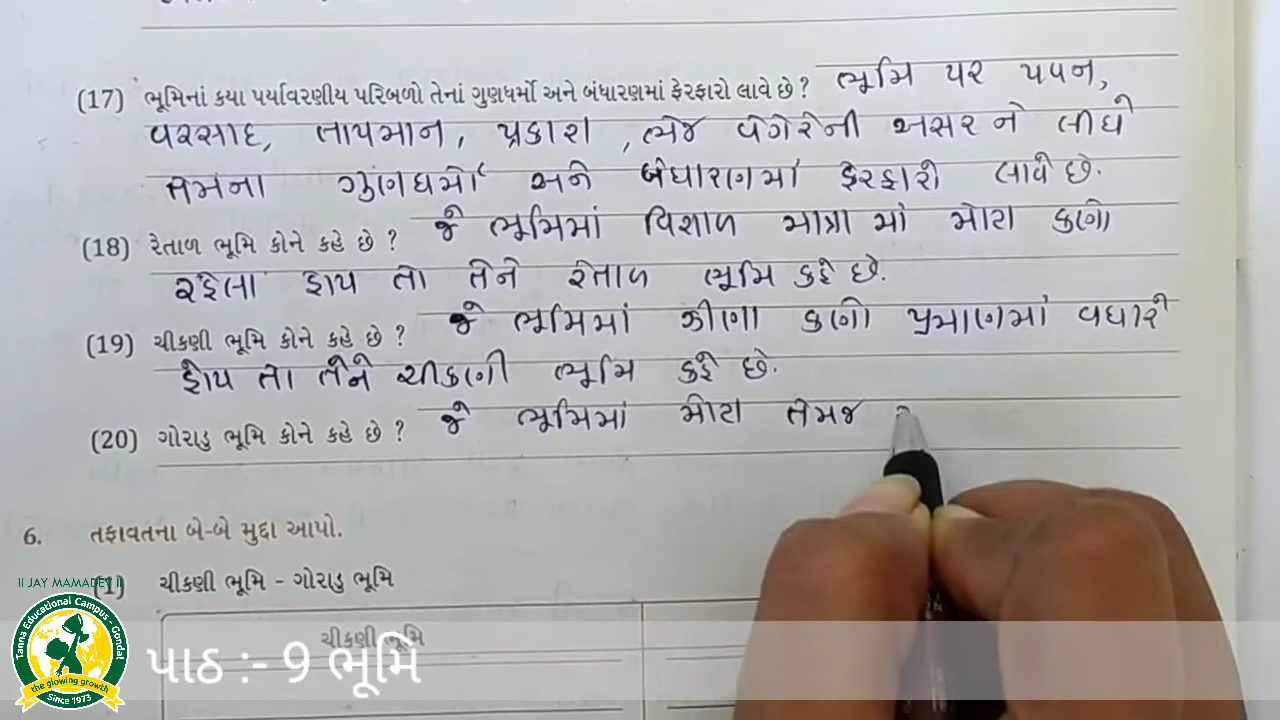 (17) ભૂમિનાં કયા પર્યાવરણીય પરિબળો તેનાં ગુણધર્મો અને બંધારણમાં ફેરફારો લાવે છે? ભૂમિ પર પવન,
વરસાદ, તાપમાન, પ્રકાશ ,ભેજ વગેરેની અસર ને લીધે
તેમના ગુણધર્મો અને બંધારણમાં ફેરફારો લાવે છે.
(18) રેતાળ ભૂમિ કોને કહે છે? જે ભૂમિમાં વિશાળ માત્રા માં મોટા કણો
રહેલા હોય તો તેને રેતાળ ભૂમિ કહે છે.
(19) ચીકણી ભૂમિ કોને કહે છે? જે ભૂમિમાં ઝીણા કણો પ્રમાણમાં વધારે
હોય તો તેને ચીકણી ભૂમિ કહે છે.
(20) ગોરાડુ ભૂમિ કોને કહે છે? જે ભૂમિમાં મોટા તેમજ
6. તફાવતના બે-બે મુદ્દા આપો.
II JAY MAMADEV II
(1) ચીકણી ભૂમિ - ગોરાડુ ભૂમિ
ચીકણી ભૂમિ
Tanna Educational Campus - Gondal
the glowing growth
Since 1973
પાઠ :- 9 ભૂમિ